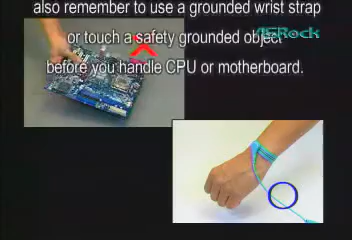 also remember to use a grounded wrist strap
or touch a safety grounded object
ASRock
before you handle CPU or motherboard.